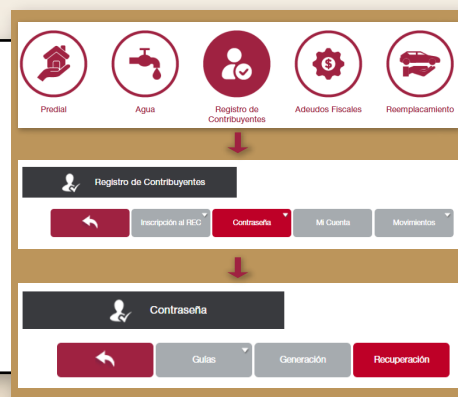 Predial
Agua
Registro de
Contribuyentes
Adeudos Fiscales
Reemplacamiento
Registro de Contribuyentes
Inscripción al REC
Contraseña
Mi Cuenta
Movimientos
Contraseña
Guías
Generación
Recuperación